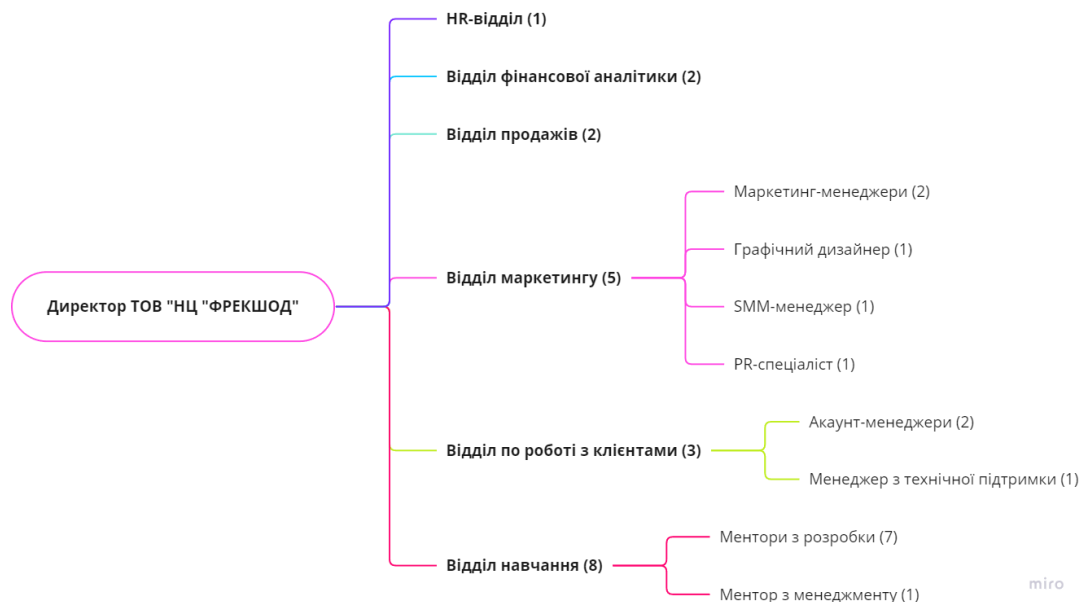 HR-відділ (1)
Відділ фінансової аналітики (2)
Відділ продажів (2)
Маркетинг-менеджери (2)
Графічний дизайнер (1)
Відділ маркетингу (5)
Директор ТОВ "НЦ "ФРЕКШОД"
SMM-менеджер (1)
PR-спеціаліст (1)
Акаунт-менеджери (2)
Відділ по роботі з клієнтами (3)
Менеджер з технічної підтримки (1)
Ментори з розробки (7)
Відділ навчання (8)
Ментор з менеджменту (1)
miro